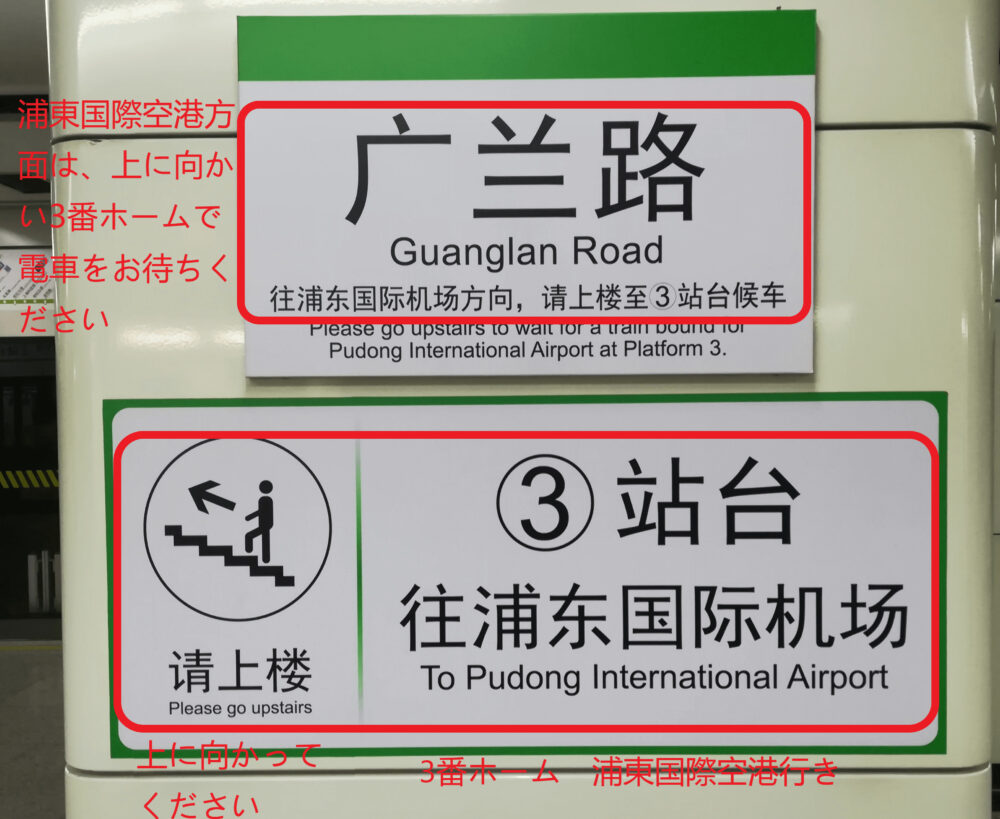 浦東国際空港方
面は、上に向か
い3番ホームで
電車をお待ちく
ださい
广兰路
Guanglan Road
往浦东国际机场方向，请上楼至③站台候车
Please go upstairs to wait for a train bound for
Pudong International Airport at Platform 3.
请上楼
Please go upstairs
③站台
往浦东国际机场
To Pudong International Airport
上に向かって
ください
3番ホーム　浦東国際空港行き